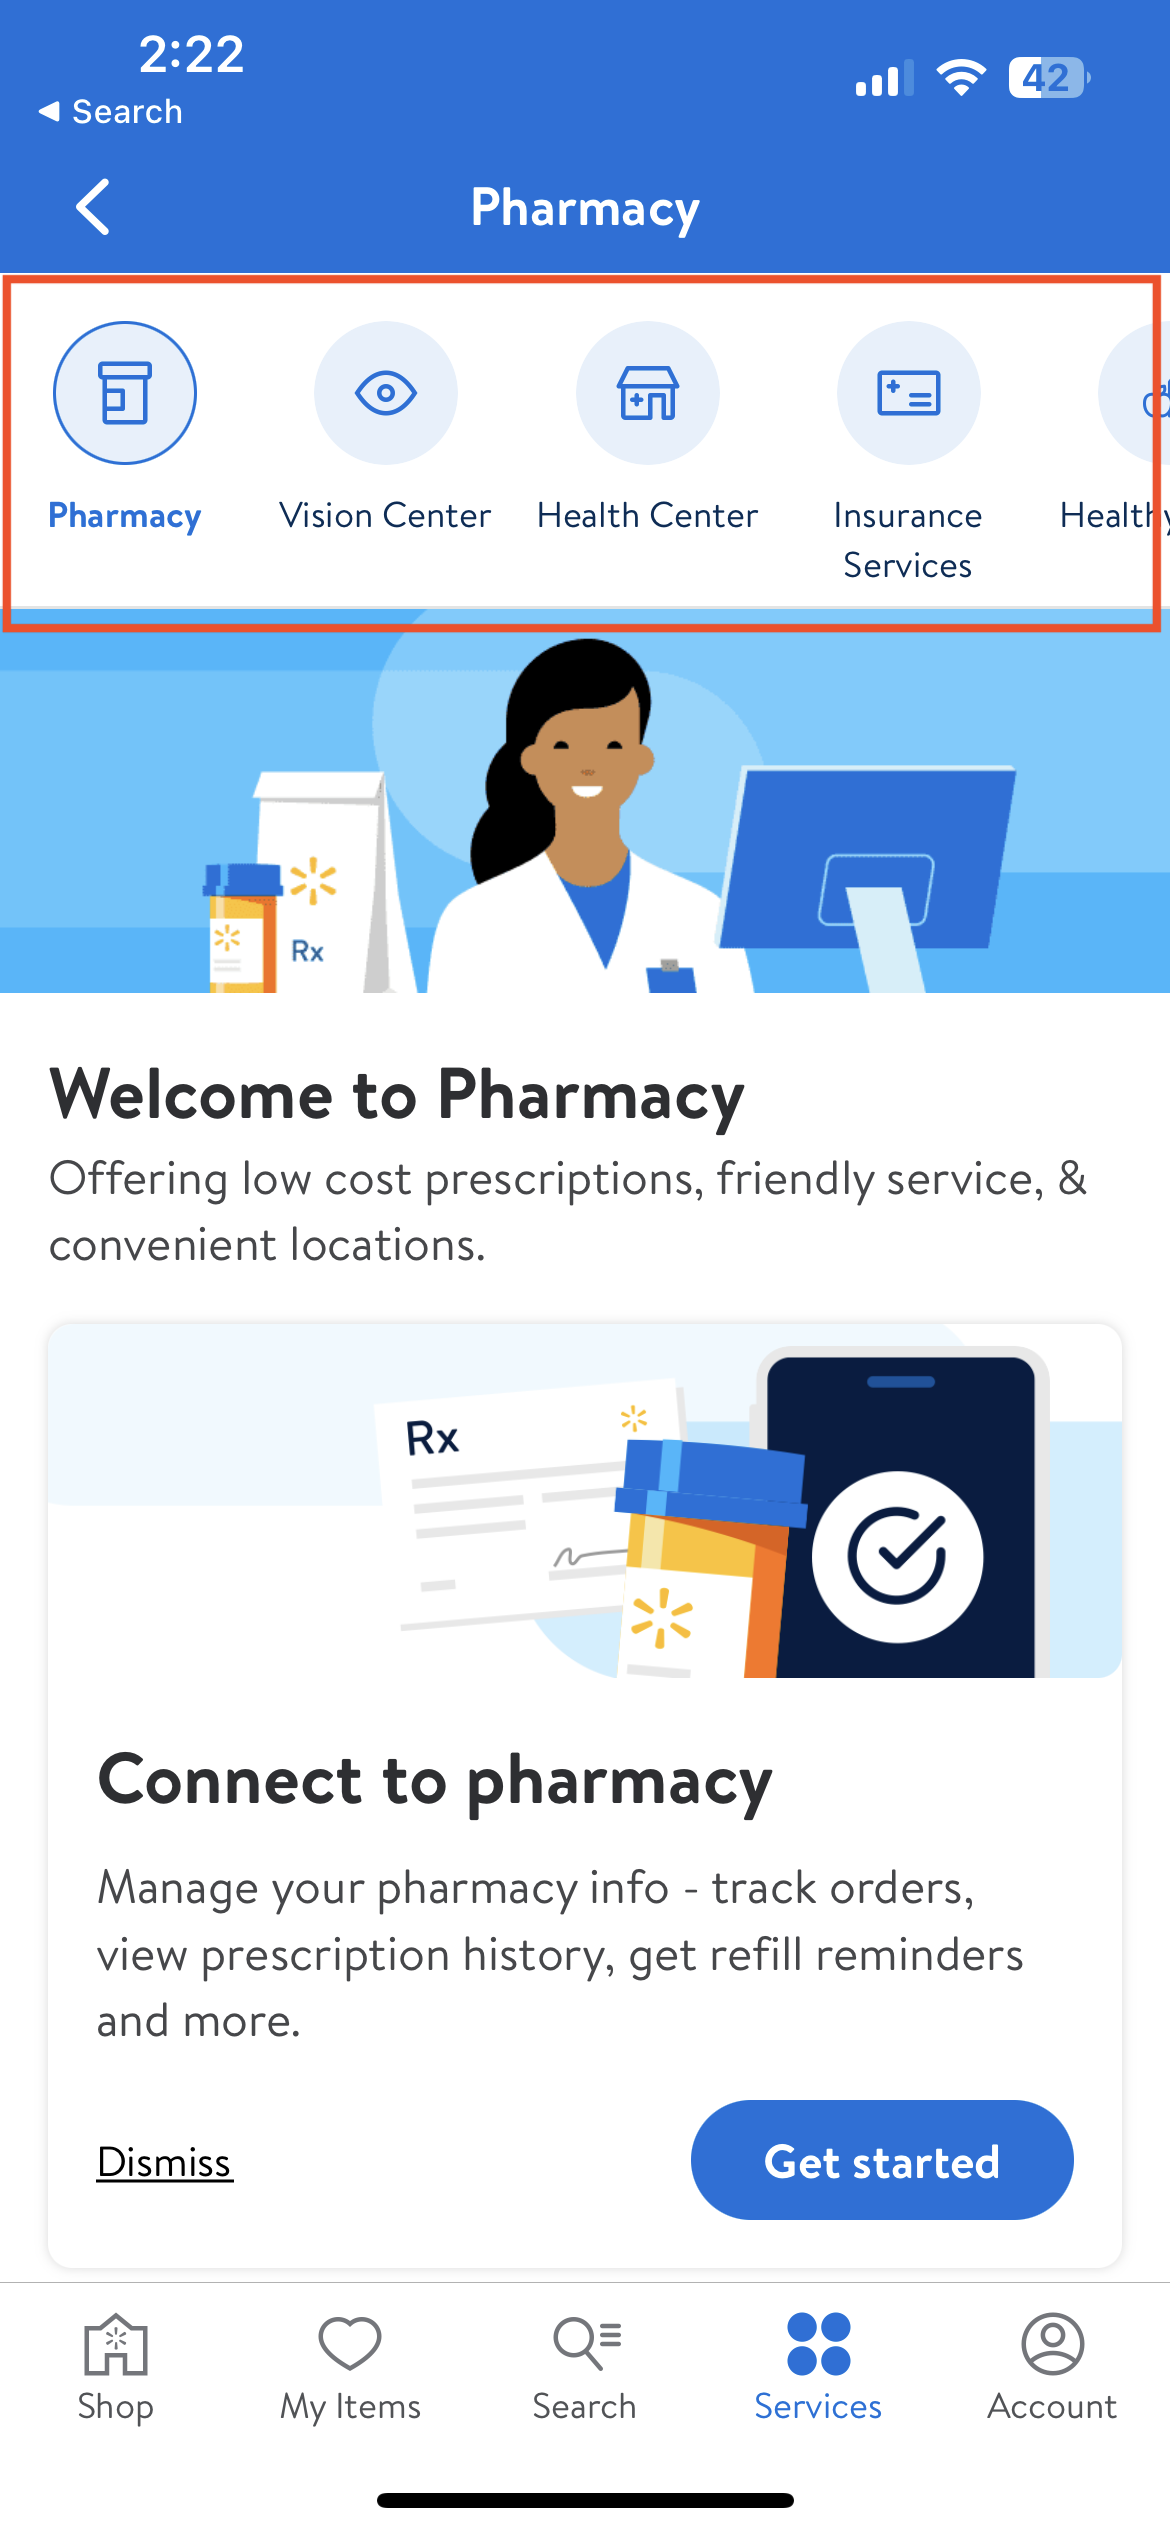 2:22
42
Search
Pharmacy
Pharmacy
Vision Center
Health Center
Insurance
Services
Healthy
Rx
Welcome to Pharmacy
Offering low cost prescriptions, friendly service, &
convenient locations.
Rx
Connect to pharmacy
Manage your pharmacy info - track orders,
view prescription history, get refill reminders
and more.
Dismiss
Get started
Shop
My Items
Search
Services
Account